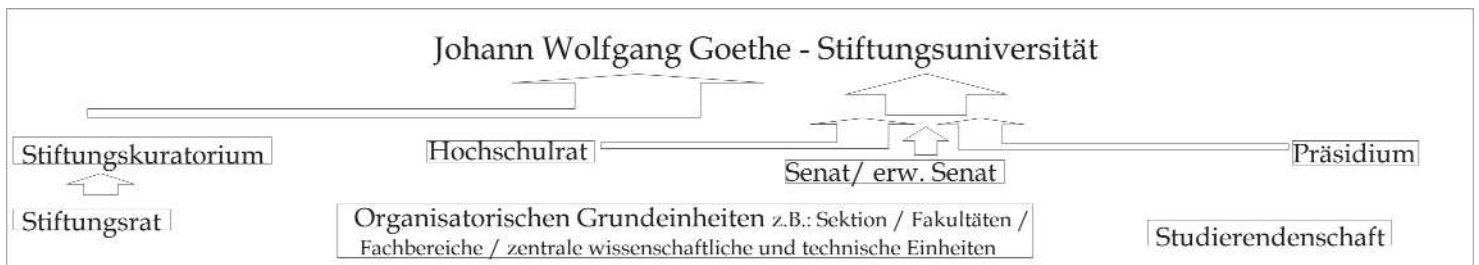 Johann Wolfgang Goethe - Stiftungsuniversität
Stiftungskuratorium
Hochschulrat
Senat/ erw. Senat
Präsidium
Stiftungsrat
Organisatorischen Grundeinheiten z.B.: Sektion / Fakultäten /
Fachbereiche / zentrale wissenschaftliche und technische Einheiten
Studierendenschaft